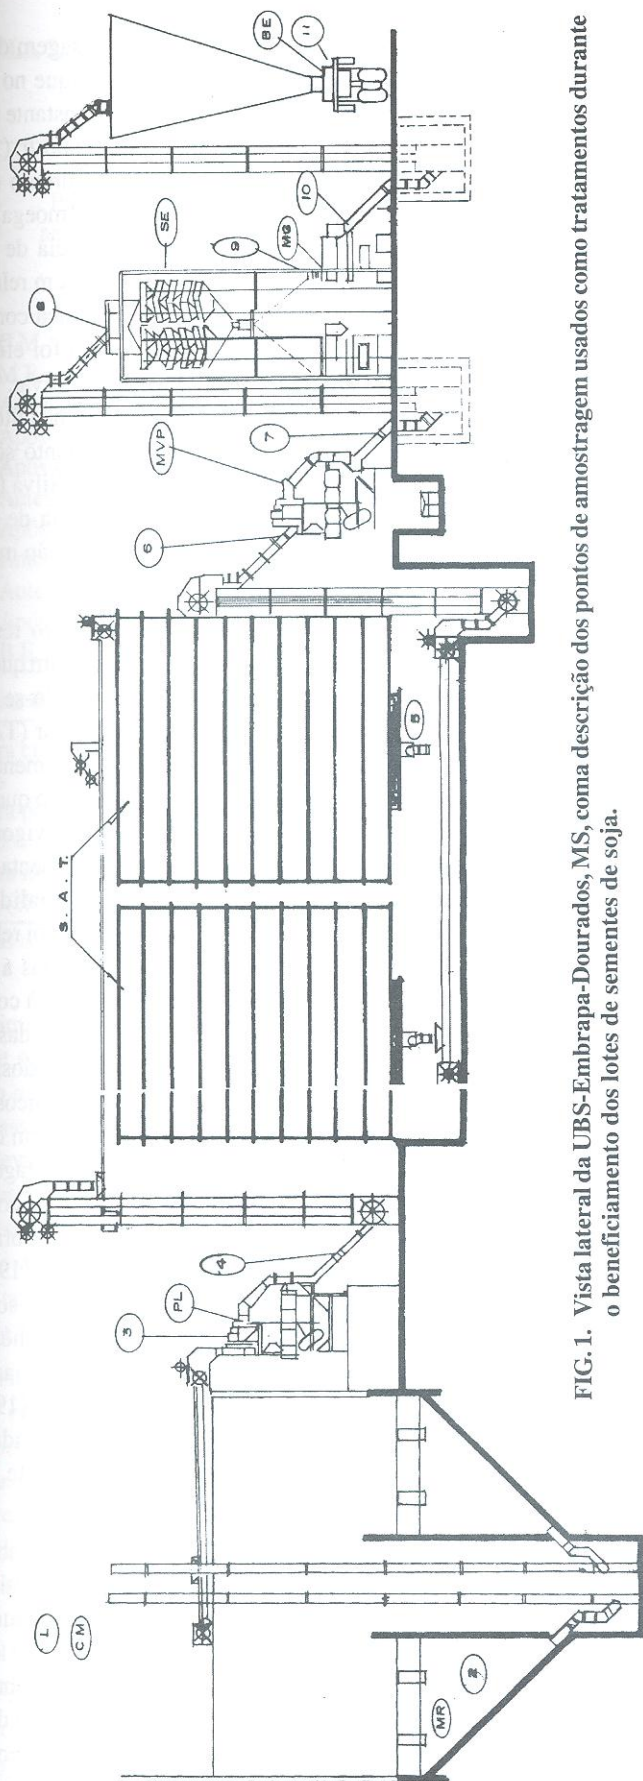 L
CM
MR
2
3
PL
4
S. A. T.
5
6
MVP
7
8
SE
9
MG
10
BE
11
FIG. 1. Vista lateral da UBS-Embrapa-Dourados, MS, coma descrição dos pontos de amostragem usados como tratamentos durante
o beneficiamento dos lotes de sementes de soja.